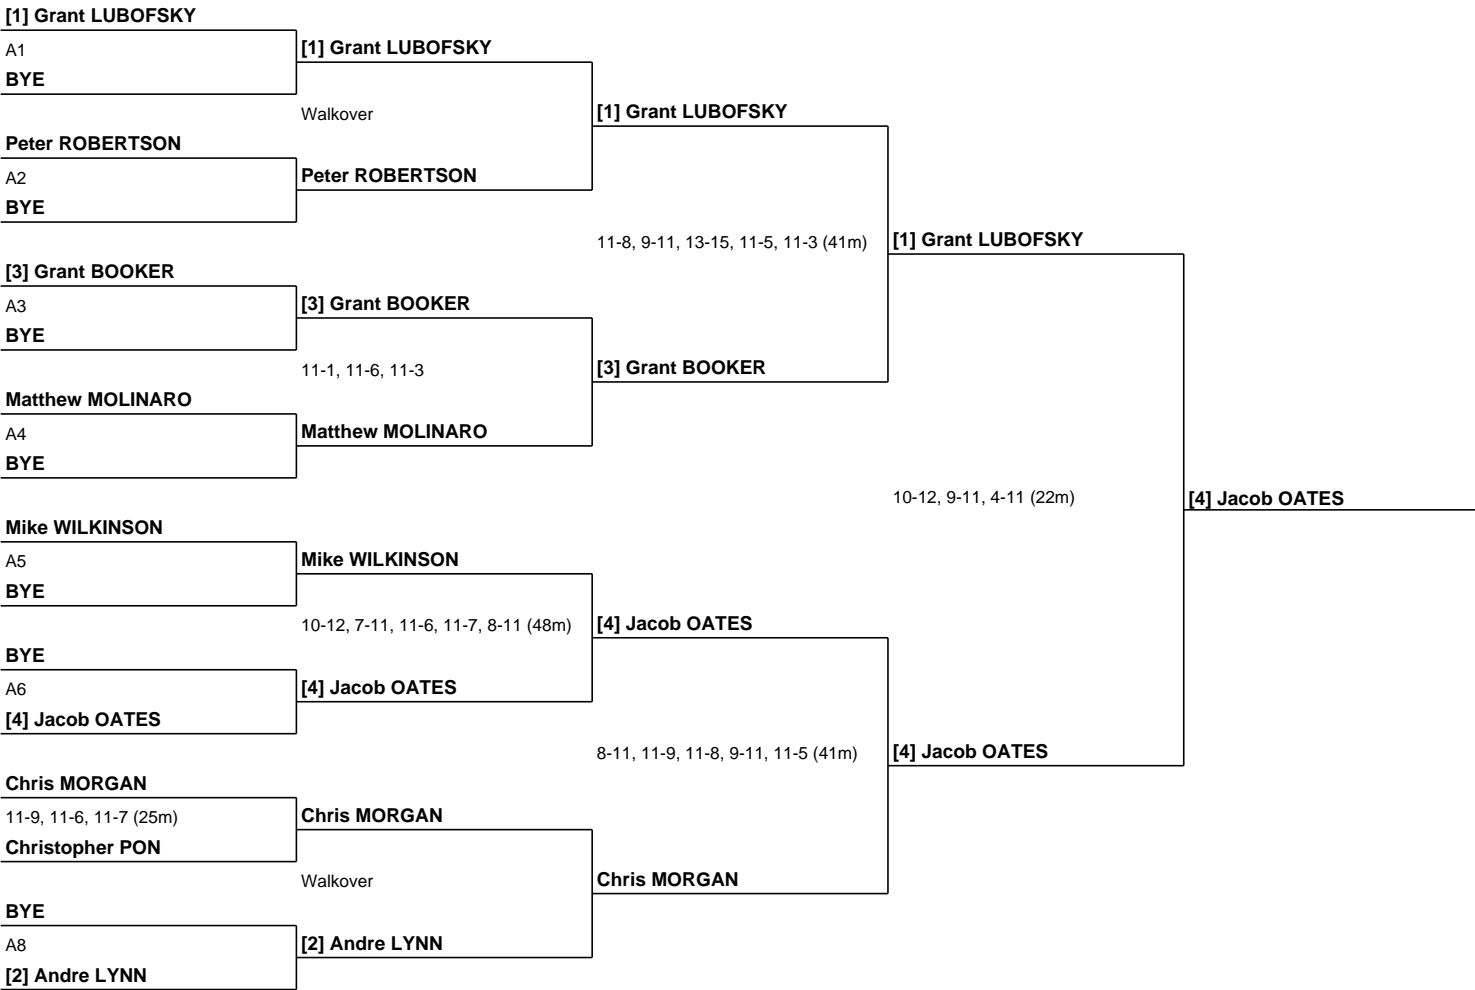 [1] Grant LUBOFSKY
A1
BYE
Peter ROBERTSON
A2
BYE
[3] Grant BOOKER
A3
BYE
Matthew MOLINARO
A4
BYE
Mike WILKINSON
A5
BYE
BYE
A6
[4] Jacob OATES
Chris MORGAN
11-9, 11-6, 11-7 (25m)
Christopher PON
BYE
A8
[2] Andre LYNN
[1] Grant LUBOFSKY
Walkover
Peter ROBERTSON
[3] Grant BOOKER
11-1, 11-6, 11-3
Matthew MOLINARO
Mike WILKINSON
10-12, 7-11, 11-6, 11-7, 8-11 (48m)
[4] Jacob OATES
Chris MORGAN
Walkover
[2] Andre LYNN
[1] Grant LUBOFSKY
11-8, 9-11, 13-15, 11-5, 11-3 (41m)
[3] Grant BOOKER
[4] Jacob OATES
8-11, 11-9, 11-8, 9-11, 11-5 (41m)
Chris MORGAN
[1] Grant LUBOFSKY
10-12, 9-11, 4-11 (22m)
[4] Jacob OATES
[4] Jacob OATES